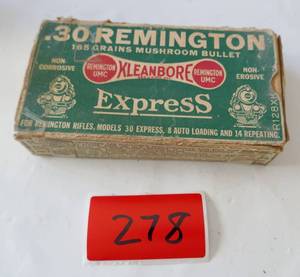 .30 REMINGTON
165 GRAINS MUSHROOM BULLET
NON
CORROSIVE
REMINGTON
UMC
KLEANBORE
REMINGTON
UMC
NON
EROSIVE
Express
FOR REMINGTON RIFLES, MODELS 30 EXPRESS, 8 AUTO LOADING AND 14 REPEATING.
R128X
278